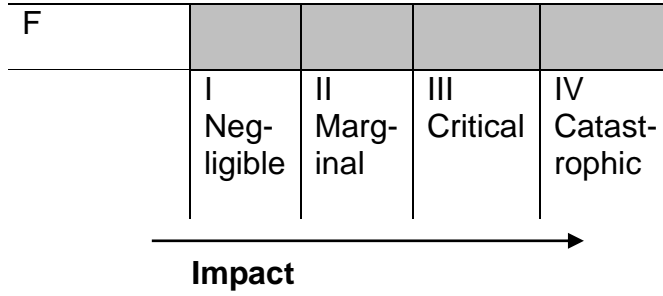 F
I II III IV
Neg- Marg- Critical Catast-
ligible inal rophic
Impact